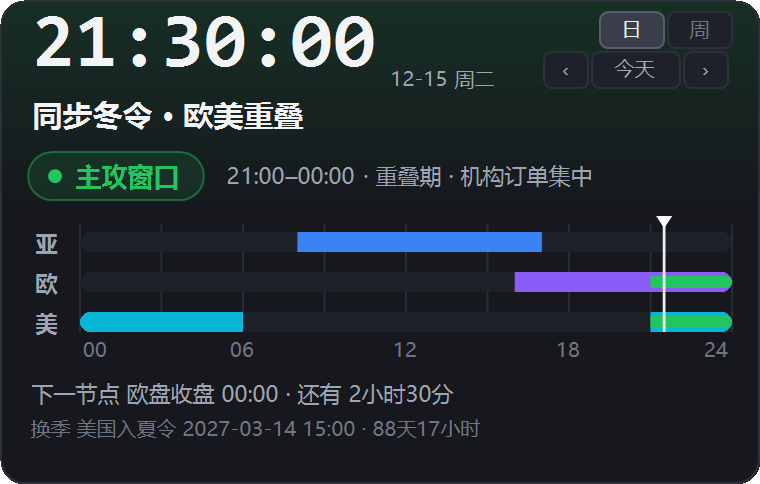 21:30:00
12-15 周二
日 周
‹ 今天 ›
同步冬令 • 欧美重叠
主攻窗口
21:00–00:00 · 重叠期 · 机构订单集中
亚
欧
美
00 06 12 18 24
下一节点 欧盘收盘 00:00 · 还有 2小时30分
换季 美国入夏令 2027-03-14 15:00 · 88天17小时